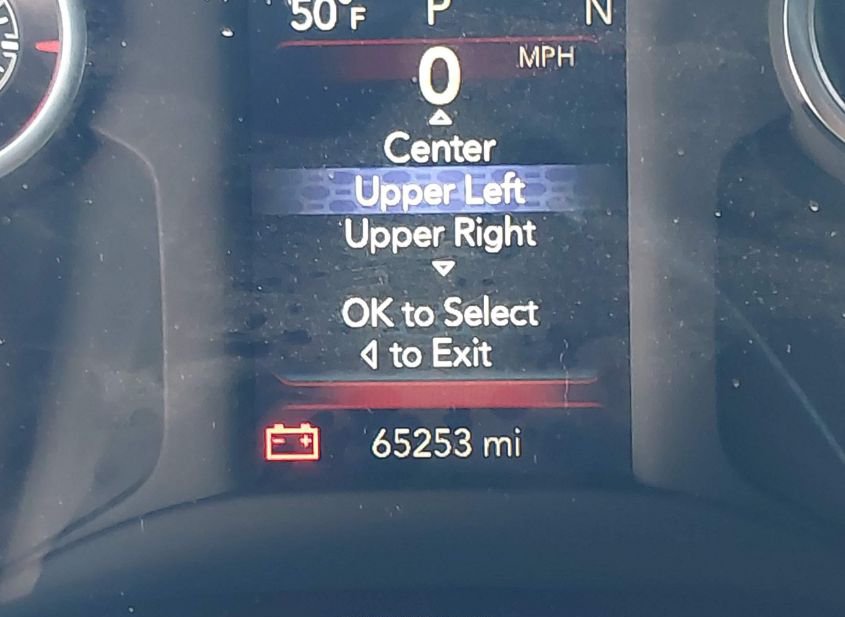 50°F P N
0 MPH
Center
Upper Left
Upper Right
OK to Select
to Exit
65253 mi